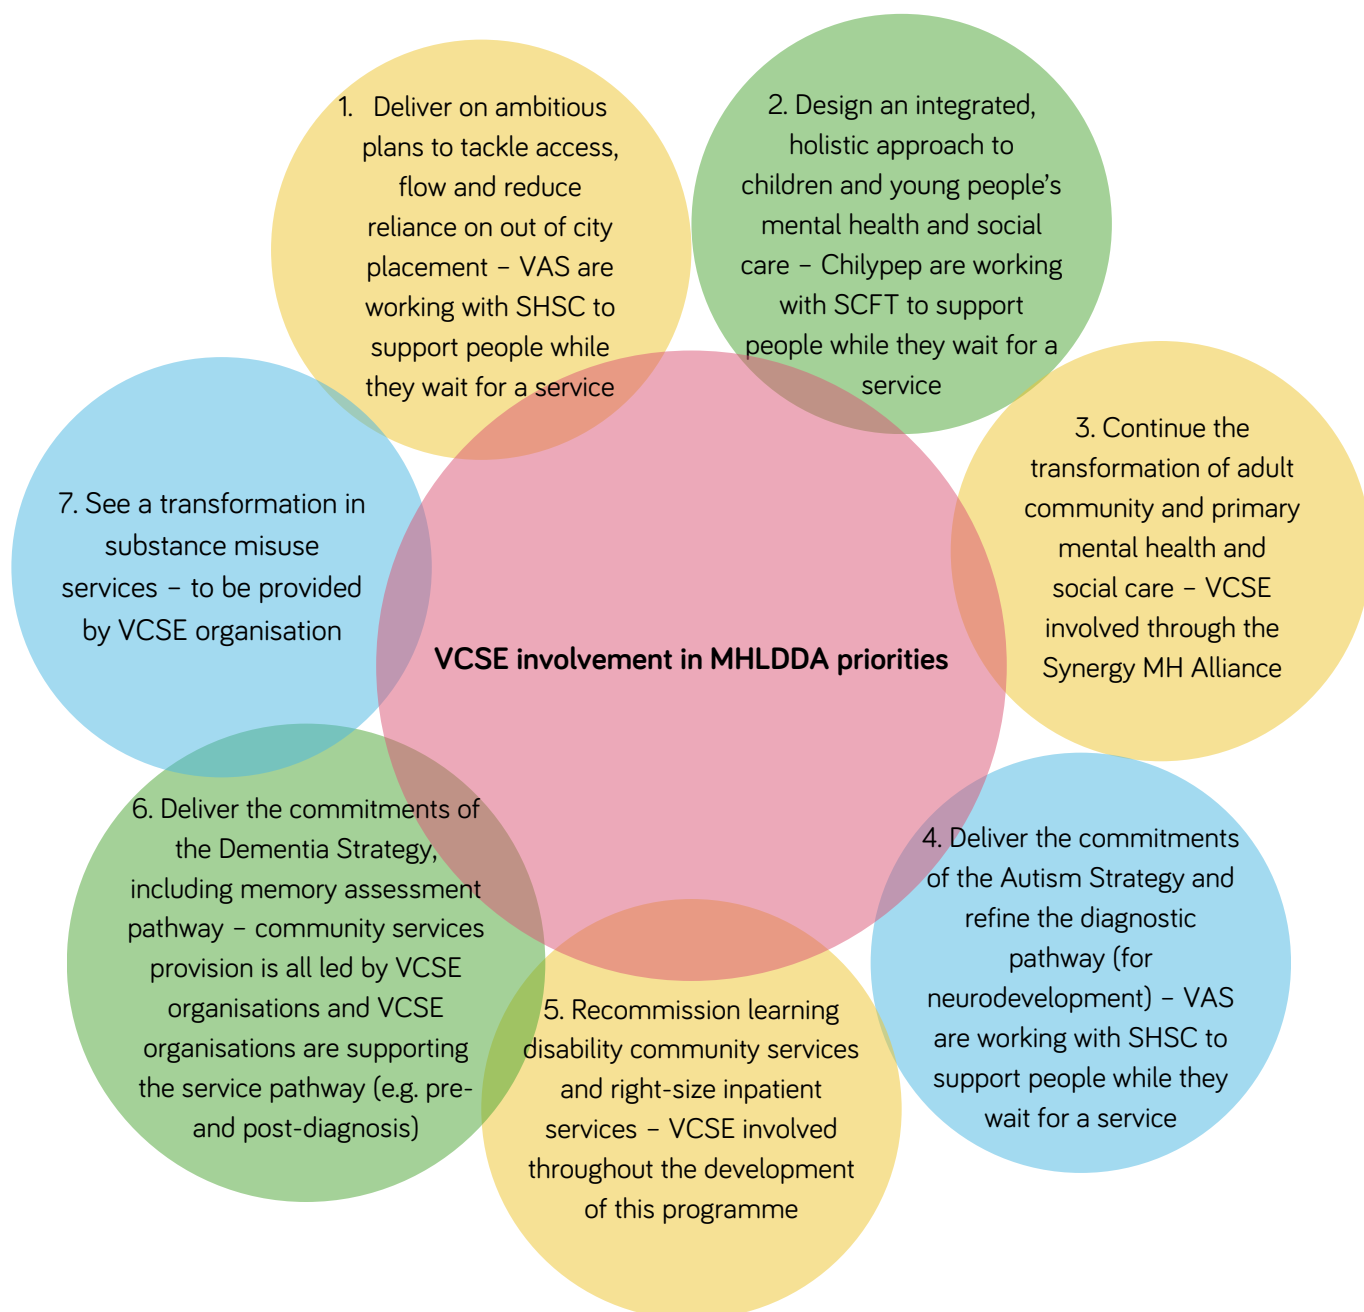 1. Deliver on ambitious
plans to tackle access,
flow and reduce
reliance on out of city
placement – VAS are
working with SHSC to
support people while
they wait for a service
2. Design an integrated,
holistic approach to
children and young people’s
mental health and social
care – Chilypep are working
with SCFT to support
people while they wait for a
service
3. Continue the
transformation of adult
community and primary
mental health and
social care – VCSE
involved through the
Synergy MH Alliance
4. Deliver the commitments
of the Autism Strategy and
refine the diagnostic
pathway (for
neurodevelopment) – VAS
are working with SHSC to
support people while they
wait for a service
5. Recommission learning
disability community services
and right-size inpatient
services – VCSE involved
throughout the development
of this programme
6. Deliver the commitments of
the Dementia Strategy,
including memory assessment
pathway – community services
provision is all led by VCSE
organisations and VCSE
organisations are supporting
the service pathway (e.g. pre-
and post-diagnosis)
7. See a transformation in
substance misuse
services – to be provided
by VCSE organisation
VCSE involvement in MHLDDA priorities